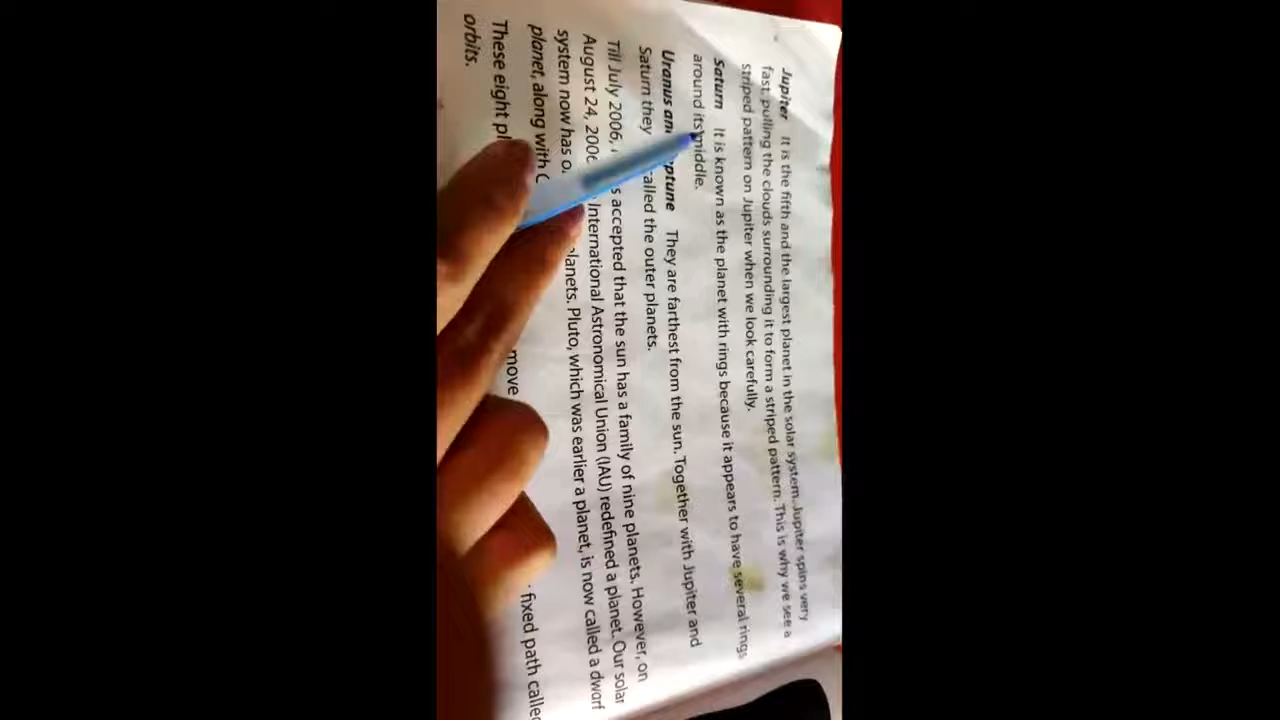 Jupiter It is the fifth and the largest planet in the solar system. Jupiter spins very
fast, pulling the clouds surrounding it to form a striped pattern. This is why we see a
striped pattern on Jupiter when we look carefully.
Saturn It is known as the planet with rings because it appears to have several rings
around its middle.
Uranus an ptune They are farthest from the sun. Together with Jupiter and
Saturn they alled the outer planets.
Till July 2006, s accepted that the sun has a family of nine planets. However, on
August 24, 2006 International Astronomical Union (IAU) redefined a planet. Our solar
system now has o lanets. Pluto, which was earlier a planet, is now called a dwarf
planet, along with C
These eight pl move fixed path called
orbits.